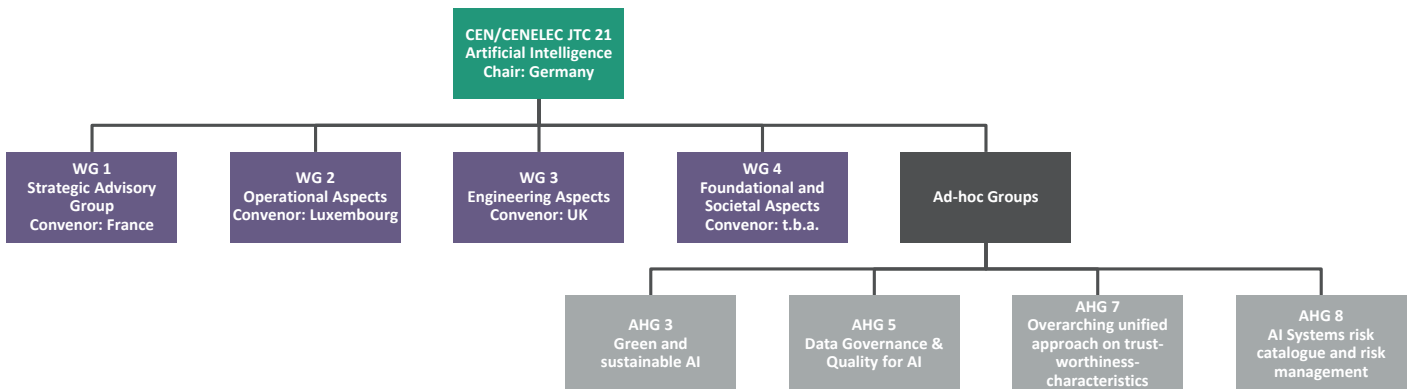 CEN/CENELEC JTC 21
Artificial Intelligence
Chair: Germany
WG 1
Strategic Advisory
Group
Convenor: France
WG 2
Operational Aspects
Convenor: Luxembourg
WG 3
Engineering Aspects
Convenor: UK
WG 4
Foundational and
Societal Aspects
Convenor: t.b.a.
Ad-hoc Groups
AHG 3
Green and
sustainable AI
AHG 5
Data Governance &
Quality for AI
AHG 7
Overarching unified
approach on trust-
worthiness-
characteristics
AHG 8
AI Systems risk
catalogue and risk
management